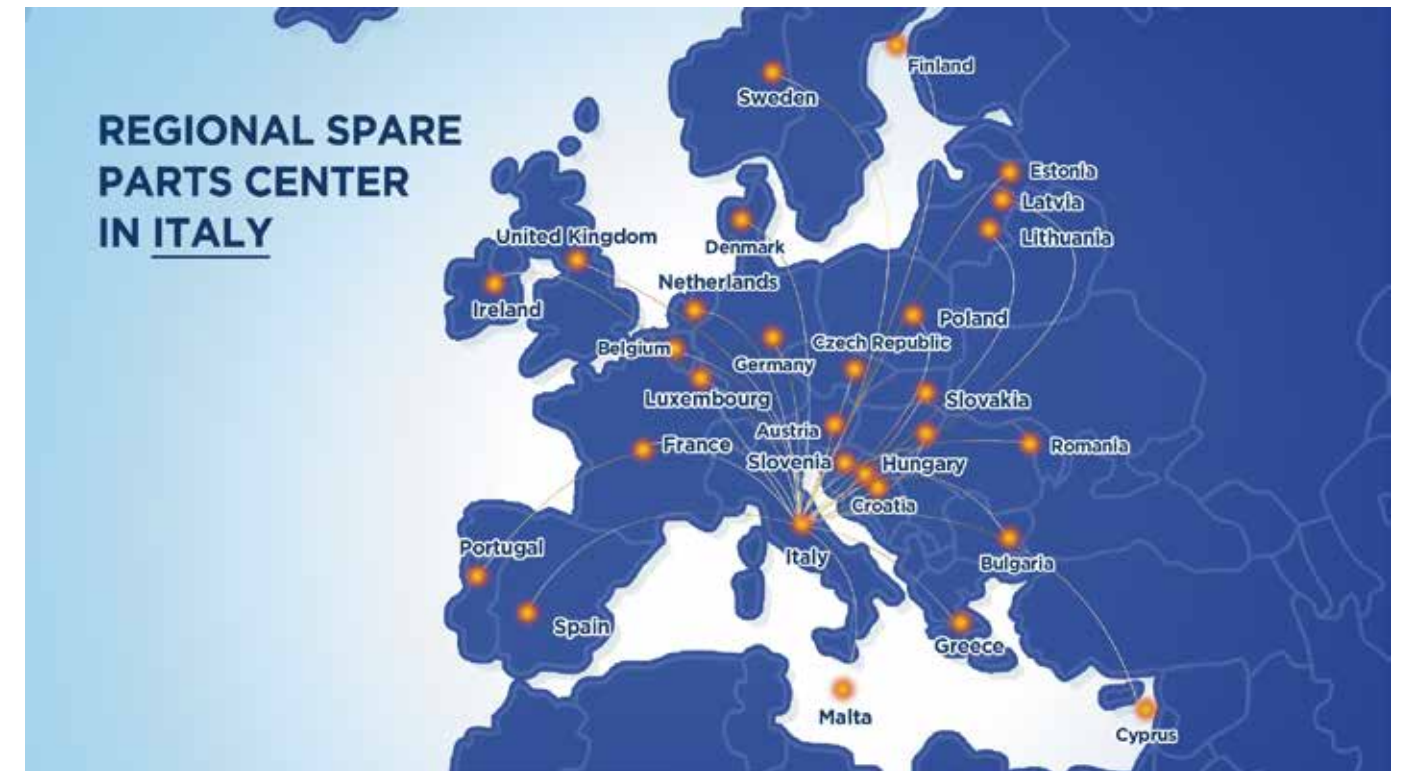 REGIONAL SPARE
PARTS CENTER
IN ITALY
Finland
Sweden
Estonia
Latvia
Lithuania
United Kingdom
Denmark
Netherlands
Ireland
Poland
Czech Republic
Belgium
Germany
Luxembourg
Slovakia
Austria
France
Romania
Slovenia
Hungary
Croatia
Portugal
Italy
Bulgaria
Spain
Greece
Malta
Cyprus